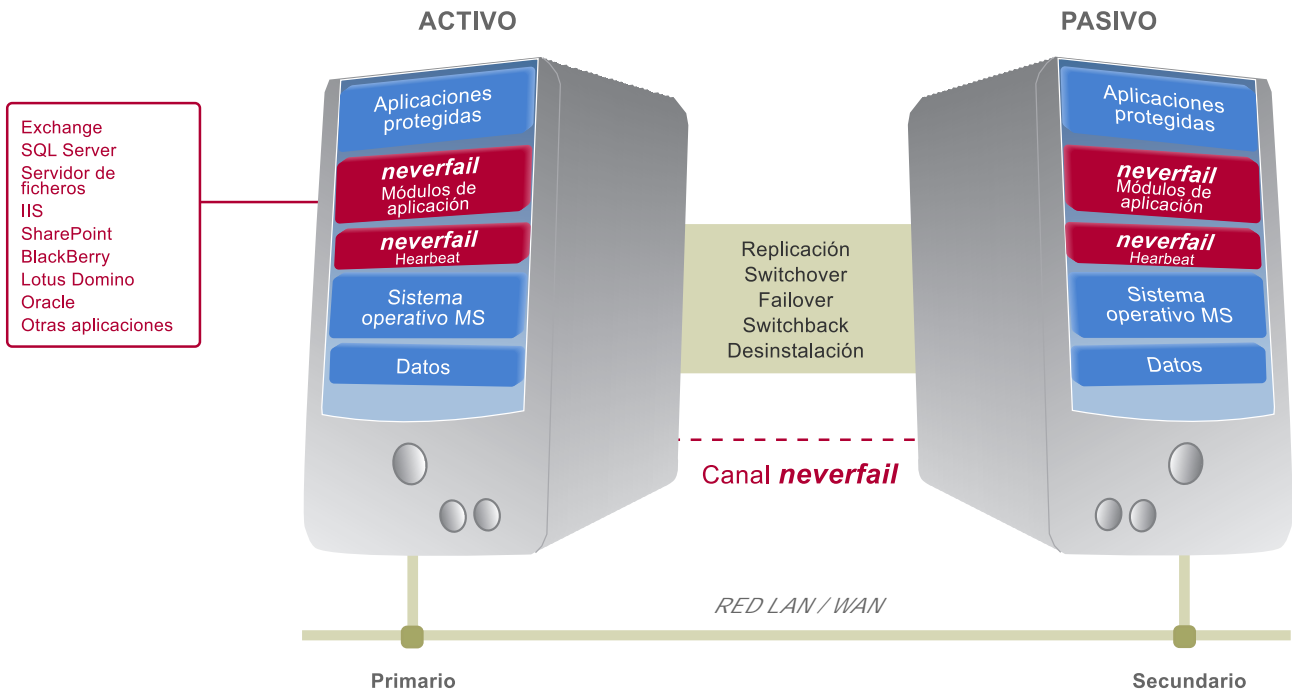 ACTIVO
PASIVO
Exchange
SQL Server
Servidor de
ficheros
IIS
SharePoint
BlackBerry
Lotus Domino
Oracle
Otras aplicaciones
Aplicaciones
protegidas
neverfail
Módulos de
aplicación
neverfail
Hearbeat
Sistema
operativo MS
Datos
Replicación
Switchover
Failover
Switchback
Desinstalación
Canal neverfail
Aplicaciones
protegidas
neverfail
Módulos de
aplicación
neverfail
Hearbeat
Sistema
operativo MS
Datos
RED LAN / WAN
Primario
Secundario